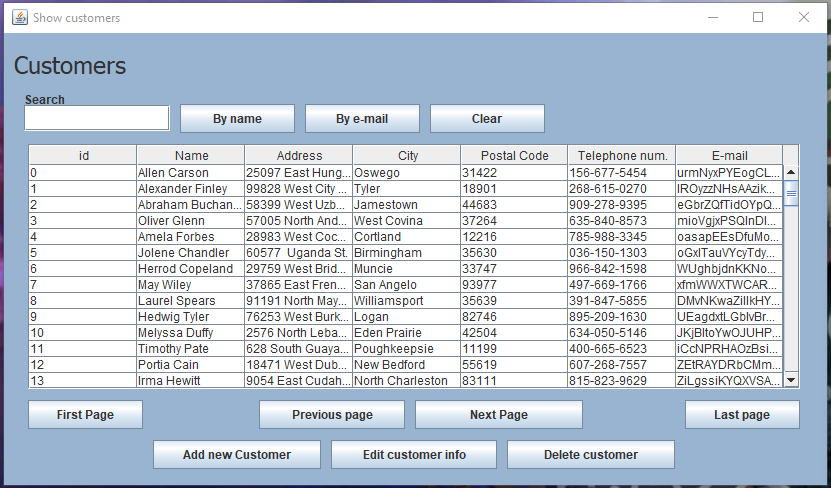 Show customers
Customers
Search
By name By e-mail Clear
id Name Address City Postal Code Telephone num. E-mail
0 Allen Carson 25097 East Hung... Oswego 31422 156-677-5454 urmNyxPYEogCL...
1 Alexander Finley 99828 West City ... Tyler 18901 268-615-0270
2 Abraham Buchan... 58399 West Uzb... Jamestown 44683 909-278-9395 eGbrZQfTidOYpQ...
3 Oliver Glenn 57005 North And... West Covina 37264 635-840-8573
4 Amela Forbes 28983 West Coc... Cortland 12216 785-988-3345 oasapEEsDfuMo...
5 Jolene Chandler 60577 Uganda St. Birmingham 35630 036-150-1303
6 Herrod Copeland 29759 West Brid... Muncie 33747 966-842-1598 WUghbjdnKKNo...
7 May Wiley 37865 East Fren... San Angelo 93977 497-669-1766 xfmWWXTWCAR...
8 Laurel Spears 91191 North May... Williamsport 35639 391-847-5855
9 Hedwig Tyler 76253 West Burk... Logan 82746 895-209-1630
10 Melyssa Duffy 2576 North Leba... Eden Prairie 42504 634-050-5146
11 Timothy Pate 628 South Guaya... Poughkeepsie 11199 400-665-6523 iCcNPRHAOzBsi...
12 Portia Cain 18471 West Dub... New Bedford 55619 607-268-7557 ZEtRAYDRbCMm...
13 Irma Hewitt 9054 East Cudah... North Charleston 83111 815-823-9629 ZiLgssiKYQXVSA...
First Page Previous page Next Page Last page
Add new Customer Edit customer info Delete customer